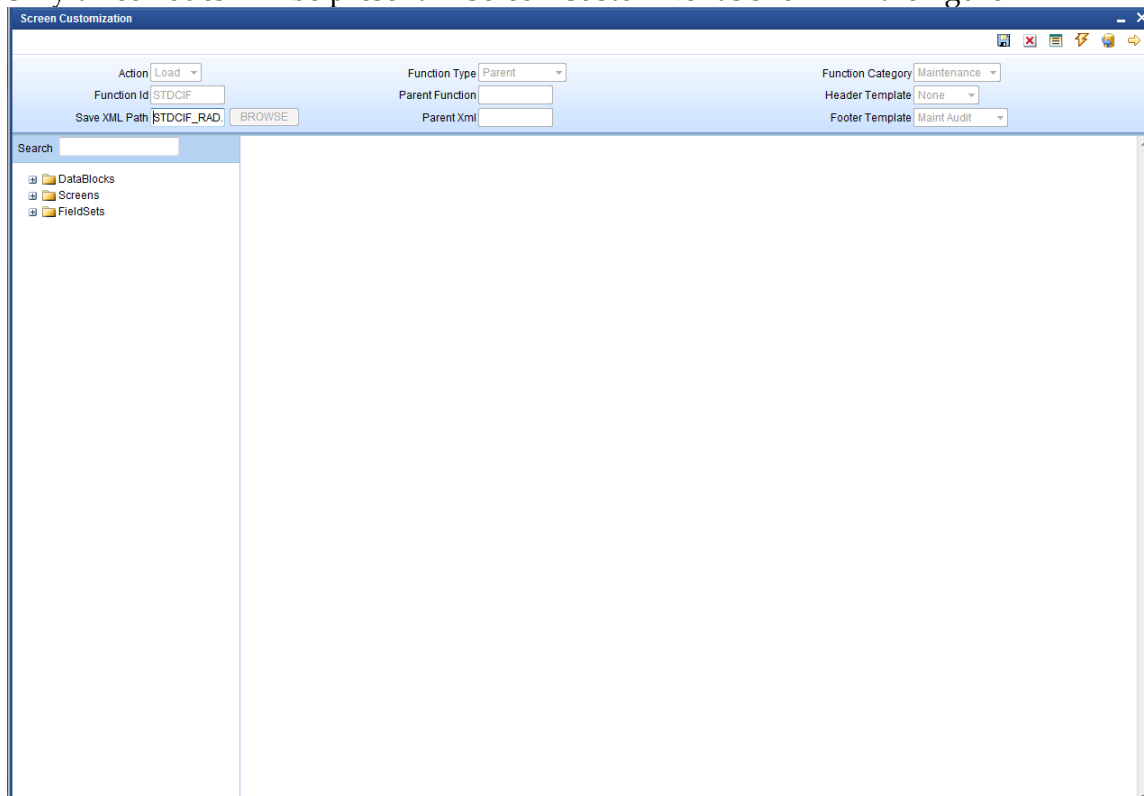 Screen Customization
Action Load Function Type Parent Function Category Maintenance
Function Id STDCIF Parent Function Header Template None
Save XML Path STDCIF_RAD. BROWSE Parent Xml Footer Template Maint Audit
Search
DataBlocks
Screens
FieldSets